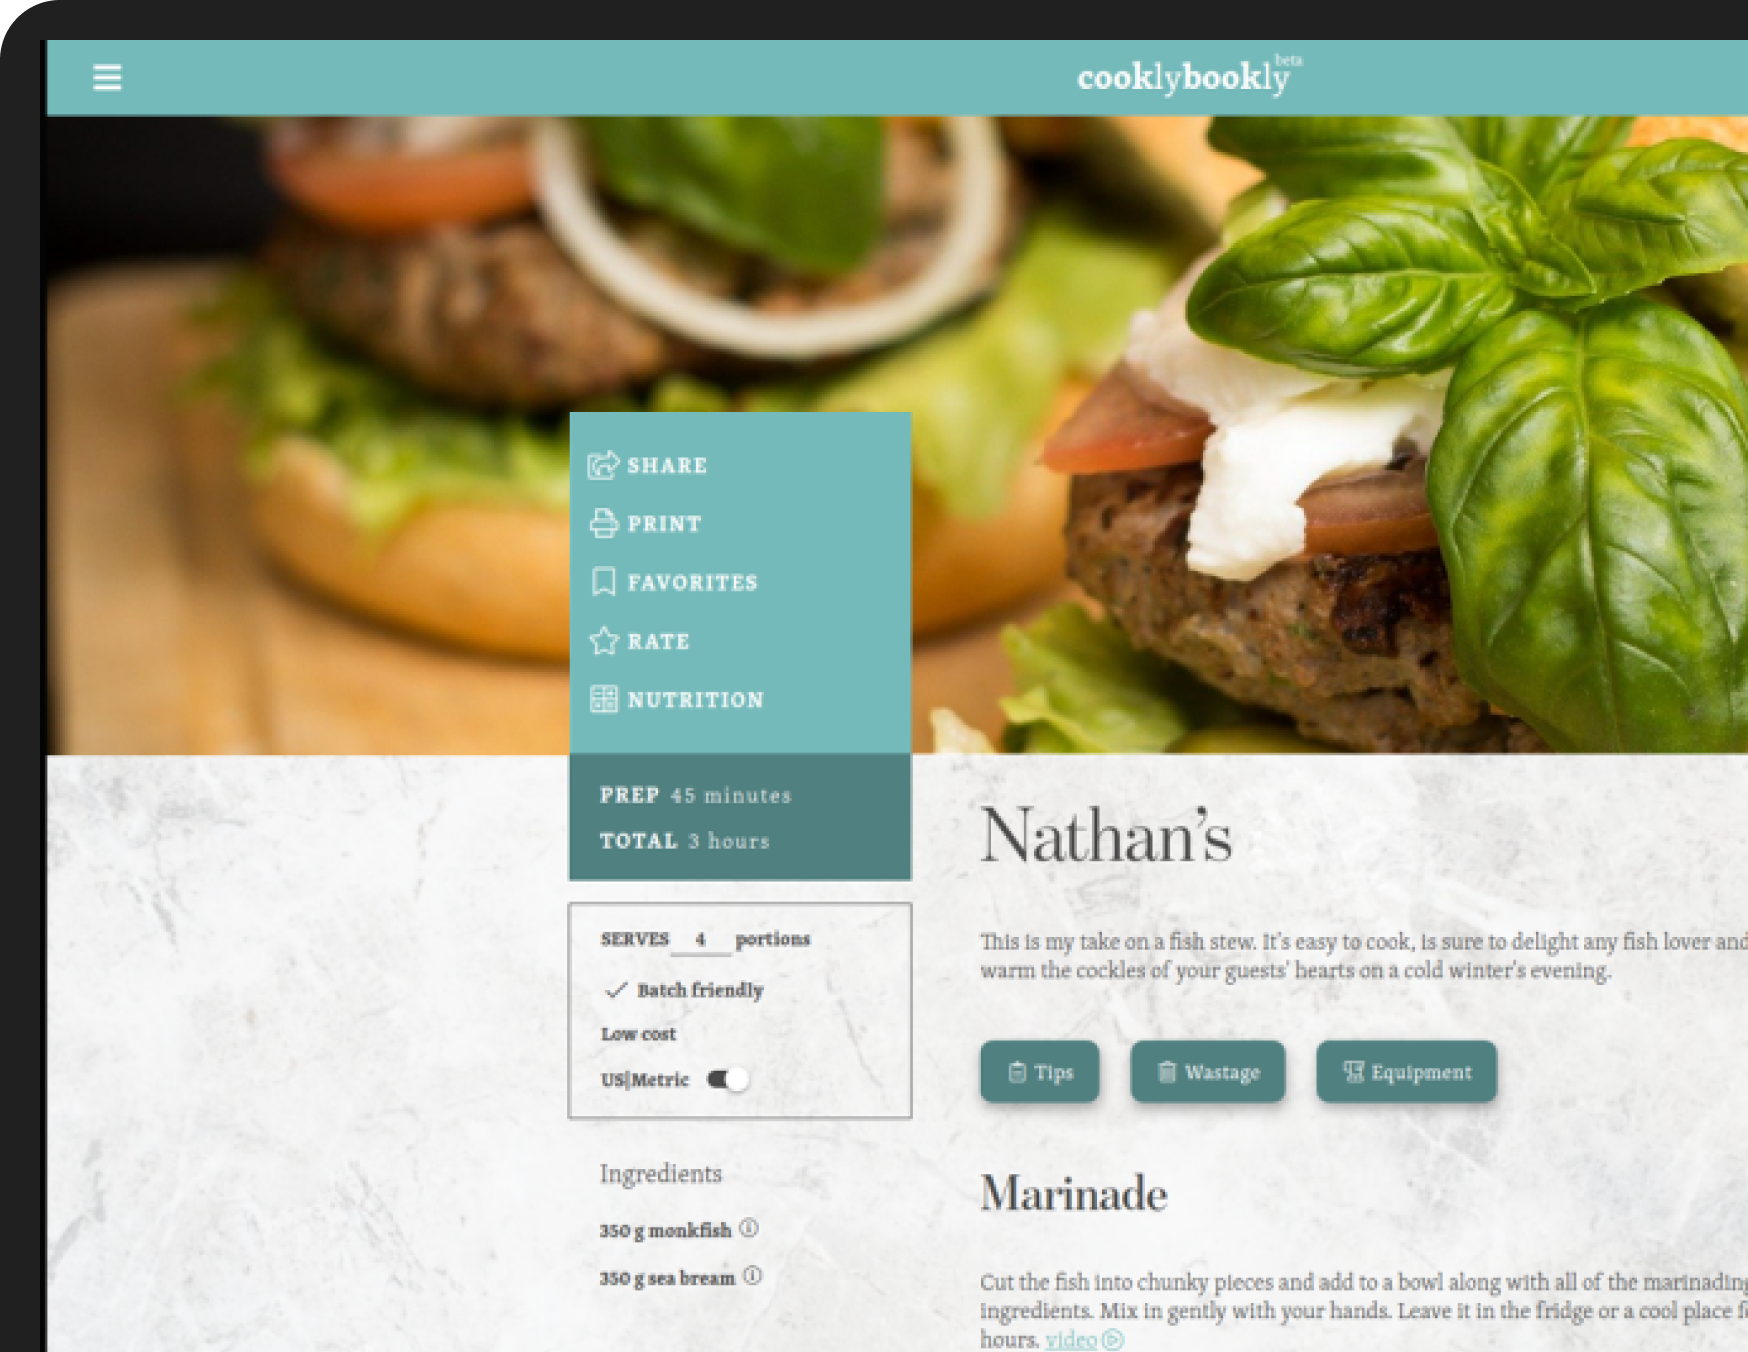 cooklybookly beta
SHARE
PRINT
FAVORITES
RATE
NUTRITION
PREP 45 minutes
TOTAL 3 hours
SERVES 4 portions
Batch friendly
Low cost
US|Metric
Ingredients
350 g monkfish
350 g sea bream
Nathan's
This is my take on a fish stew. It's easy to cook, is sure to delight any fish lover and
warm the cockles of your guests' hearts on a cold winter's evening.
Tips
Wastage
Equipment
Marinade
Cut the fish into chunky pieces and add to a bowl along with all of the marinading
ingredients. Mix in gently with your hands. Leave it in the fridge or a cool place
hours. video